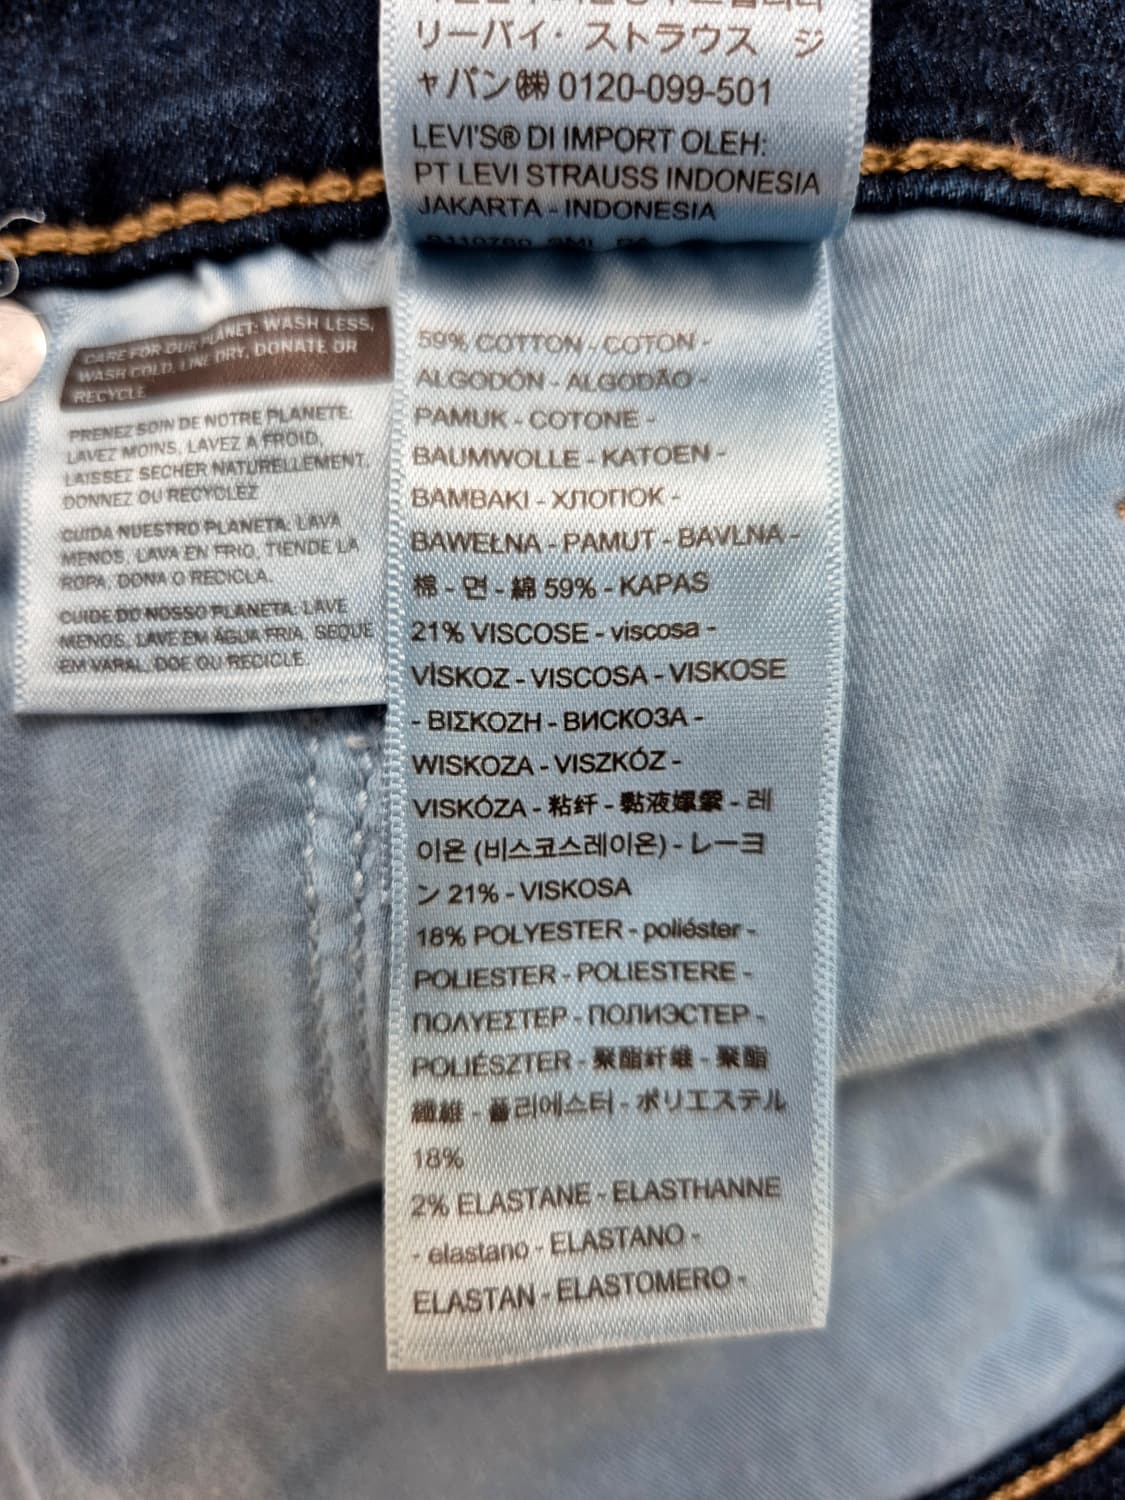 リーバイ・ストラウス ジ
ャパン㈱ 0120-099-501
LEVI'S® DI IMPORT OLEH:
PT LEVI STRAUSS INDONESIA
JAKARTA - INDONESIA
CARE FOR OUR PLANET: WASH LESS,
WASH COLD, LINE DRY, DONATE OR
RECYCLE
PRENEZ SOIN DE NOTRE PLANETE:
LAVEZ MOINS, LAVEZ A FROID,
LAISSEZ SECHER NATURELLEMENT,
DONNEZ OU RECYCLEZ
CUIDA NUESTRO PLANETA: LAVA
MENOS, LAVA EN FRIO, TIENDE LA
ROPA, DONA O RECICLA.
CUIDE DO NOSSO PLANETA: LAVE
MENOS, LAVE EM ÁGUA FRIA, SEQUE
EM VARAL, DOE OU RECICLE.
59% COTTON - COTON -
ALGODÓN - ALGODÃO -
PAMUK - COTONE -
BAUMWOLLE - KATOEN -
BAMBAKI - ХЛОПОК -
BAWEŁNA - PAMUT - BAVLNA -
棉 - 면 - 綿 59% - KAPAS
21% VISCOSE - viscosa -
VİSKOZ - VISCOSA - VISKOSE
- ΒΙΣΚΟΖΗ - ВИСКОЗА -
WISKOZA - VISZKÓZ -
VISKÓZA - 粘纤 - 黏液嫘縈 - 레
이온 (비스코스레이온) - レーヨ
ン 21% - VISKOSA
18% POLYESTER - poliéster -
POLIESTER - POLIESTERE -
ΠΟΛΥΕΣΤΕΡ - ПОЛИЭСТЕР -
POLIÉSZTER - 聚酯纤维 - 聚酯
纖維 - 폴리에스터 - ポリエステル
18%
2% ELASTANE - ELASTHANNE
- elastano - ELASTANO -
ELASTAN - ELASTOMERO -